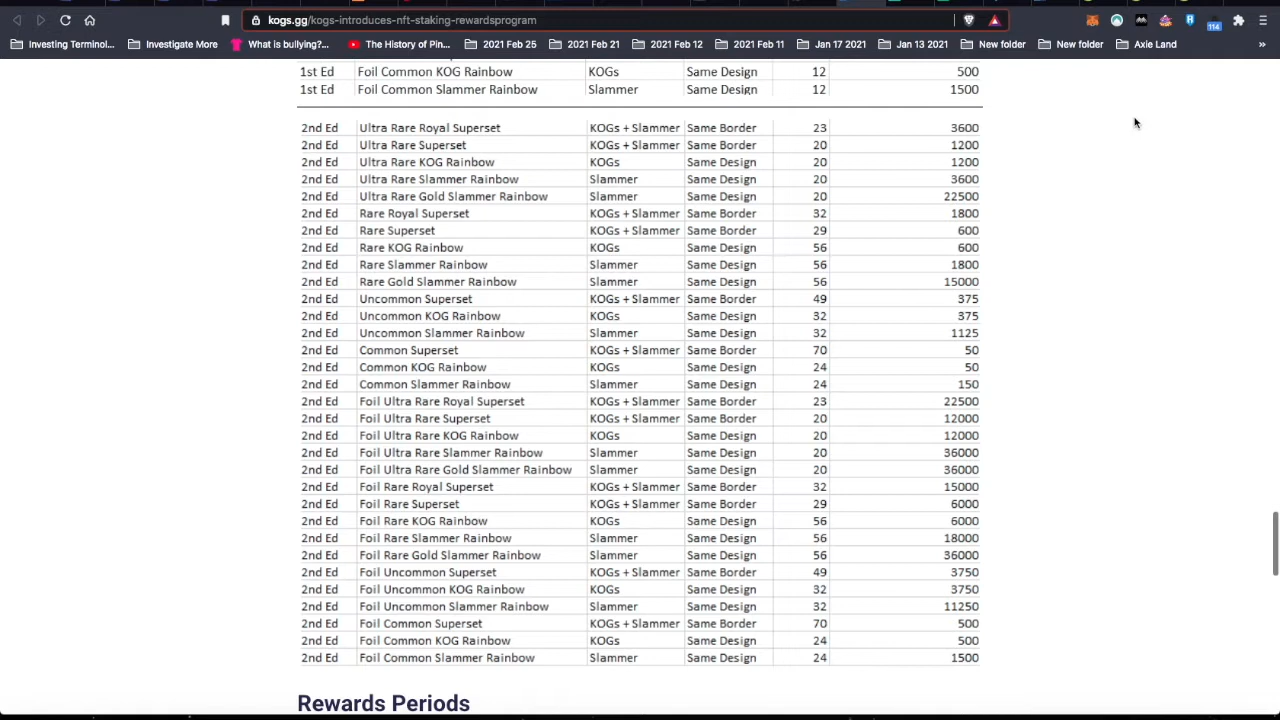 kogs.gg/kogs-introduces-nft-staking-rewardsprogram
114
Investing Terminol... Investigate More What is bullying?... The History of Pin... 2021 Feb 25 2021 Feb 21 2021 Feb 12 2021 Feb 11 Jan 17 2021 Jan 13 2021 New folder New folder Axie Land »
1st Ed Foil Common KOG Rainbow KOGs Same Design 12 500
1st Ed Foil Common Slammer Rainbow Slammer Same Design 12 1500
2nd Ed Ultra Rare Royal Superset KOGs + Slammer Same Border 23 3600
2nd Ed Ultra Rare Superset KOGs + Slammer Same Border 20 1200
2nd Ed Ultra Rare KOG Rainbow KOGs Same Design 20 1200
2nd Ed Ultra Rare Slammer Rainbow Slammer Same Design 20 3600
2nd Ed Ultra Rare Gold Slammer Rainbow Slammer Same Design 20 22500
2nd Ed Rare Royal Superset KOGs + Slammer Same Border 32 1800
2nd Ed Rare Superset KOGs + Slammer Same Border 29 600
2nd Ed Rare KOG Rainbow KOGs Same Design 56 600
2nd Ed Rare Slammer Rainbow Slammer Same Design 56 1800
2nd Ed Rare Gold Slammer Rainbow Slammer Same Design 56 15000
2nd Ed Uncommon Superset KOGs + Slammer Same Border 49 375
2nd Ed Uncommon KOG Rainbow KOGs Same Design 32 375
2nd Ed Uncommon Slammer Rainbow Slammer Same Design 32 1125
2nd Ed Common Superset KOGs + Slammer Same Border 70 50
2nd Ed Common KOG Rainbow KOGs Same Design 24 50
2nd Ed Common Slammer Rainbow Slammer Same Design 24 150
2nd Ed Foil Ultra Rare Royal Superset KOGs + Slammer Same Border 23 22500
2nd Ed Foil Ultra Rare Superset KOGs + Slammer Same Border 20 12000
2nd Ed Foil Ultra Rare KOG Rainbow KOGs Same Design 20 12000
2nd Ed Foil Ultra Rare Slammer Rainbow Slammer Same Design 20 36000
2nd Ed Foil Ultra Rare Gold Slammer Rainbow Slammer Same Design 20 36000
2nd Ed Foil Rare Royal Superset KOGs + Slammer Same Border 32 15000
2nd Ed Foil Rare Superset KOGs + Slammer Same Border 29 6000
2nd Ed Foil Rare KOG Rainbow KOGs Same Design 56 6000
2nd Ed Foil Rare Slammer Rainbow Slammer Same Design 56 18000
2nd Ed Foil Rare Gold Slammer Rainbow Slammer Same Design 56 36000
2nd Ed Foil Uncommon Superset KOGs + Slammer Same Border 49 3750
2nd Ed Foil Uncommon KOG Rainbow KOGs Same Design 32 3750
2nd Ed Foil Uncommon Slammer Rainbow Slammer Same Design 32 11250
2nd Ed Foil Common Superset KOGs + Slammer Same Border 70 500
2nd Ed Foil Common KOG Rainbow KOGs Same Design 24 500
2nd Ed Foil Common Slammer Rainbow Slammer Same Design 24 1500
Rewards Periods